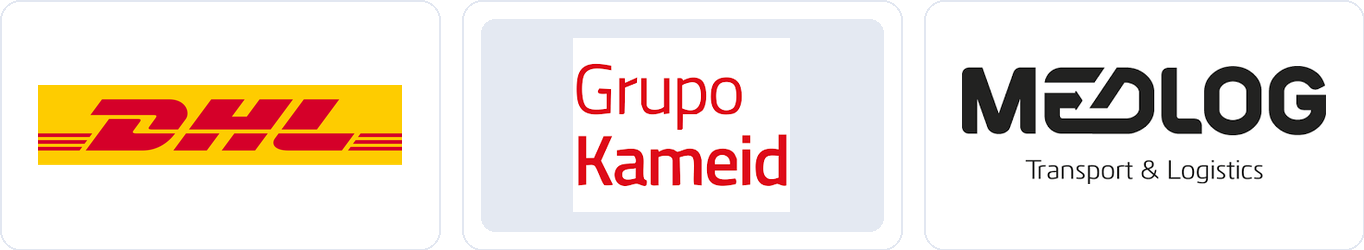 DHL
Grupo
Kameid
MEDLOG
Transport & Logistics